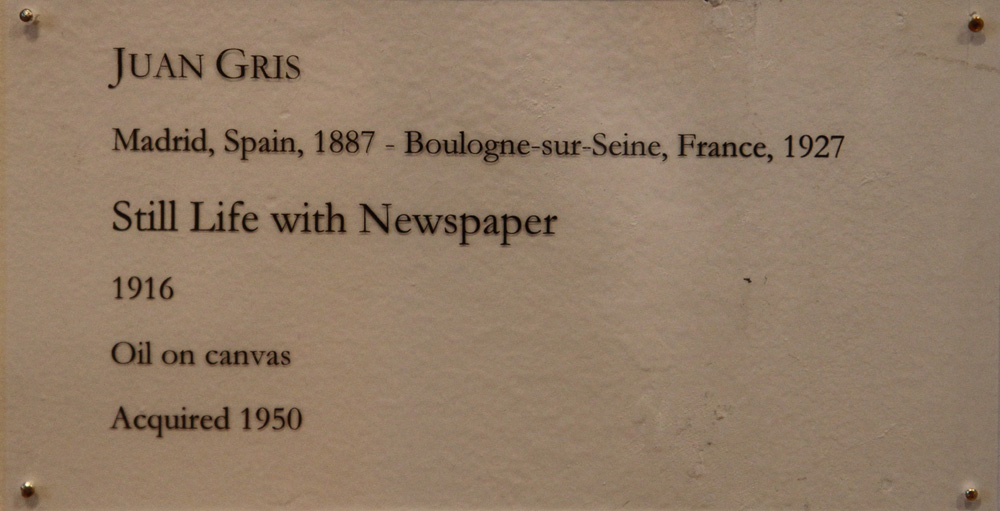 JUAN GRIS
Madrid, Spain, 1887 - Boulogne-sur-Seine, France, 1927
Still Life with Newspaper
1916
Oil on canvas
Acquired 1950